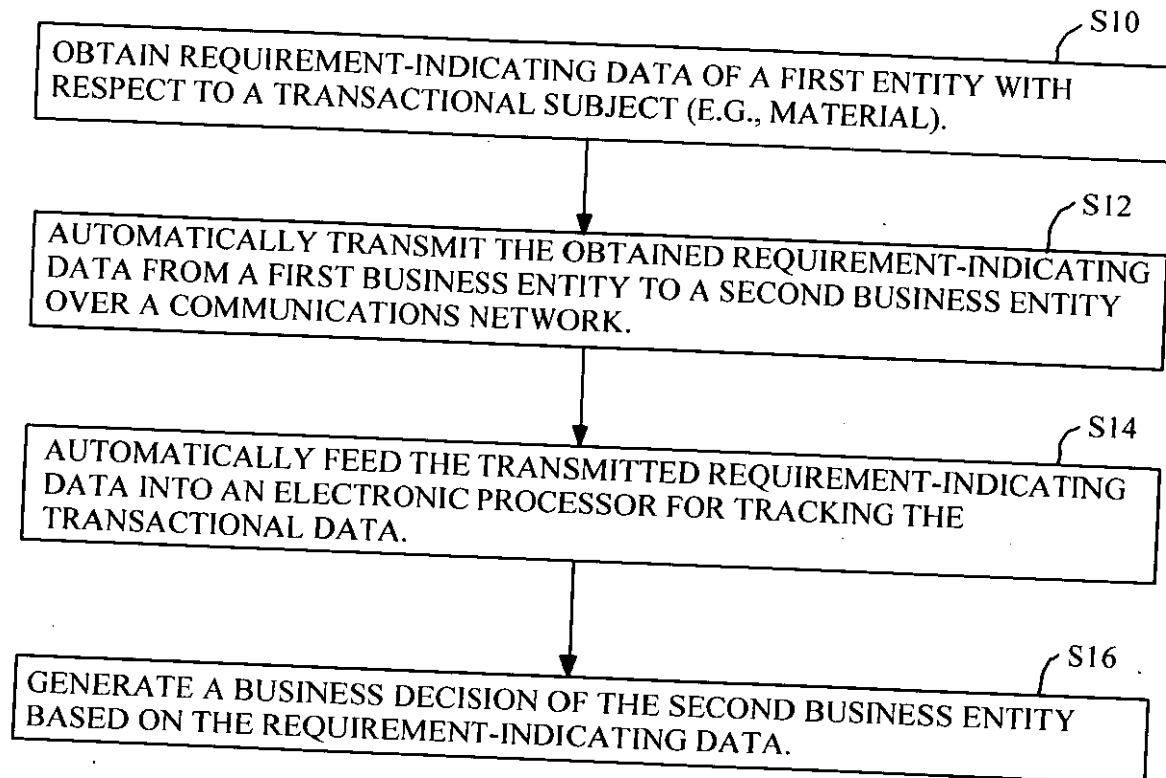 S10
OBTAIN REQUIREMENT-INDICATING DATA OF A FIRST ENTITY WITH
RESPECT TO A TRANSACTIONAL SUBJECT (E.G., MATERIAL).
S12
AUTOMATICALLY TRANSMIT THE OBTAINED REQUIREMENT-INDICATING
DATA FROM A FIRST BUSINESS ENTITY TO A SECOND BUSINESS ENTITY
OVER A COMMUNICATIONS NETWORK.
S14
AUTOMATICALLY FEED THE TRANSMITTED REQUIREMENT-INDICATING
DATA INTO AN ELECTRONIC PROCESSOR FOR TRACKING THE
TRANSACTIONAL DATA.
S16
GENERATE A BUSINESS DECISION OF THE SECOND BUSINESS ENTITY
BASED ON THE REQUIREMENT-INDICATING DATA.